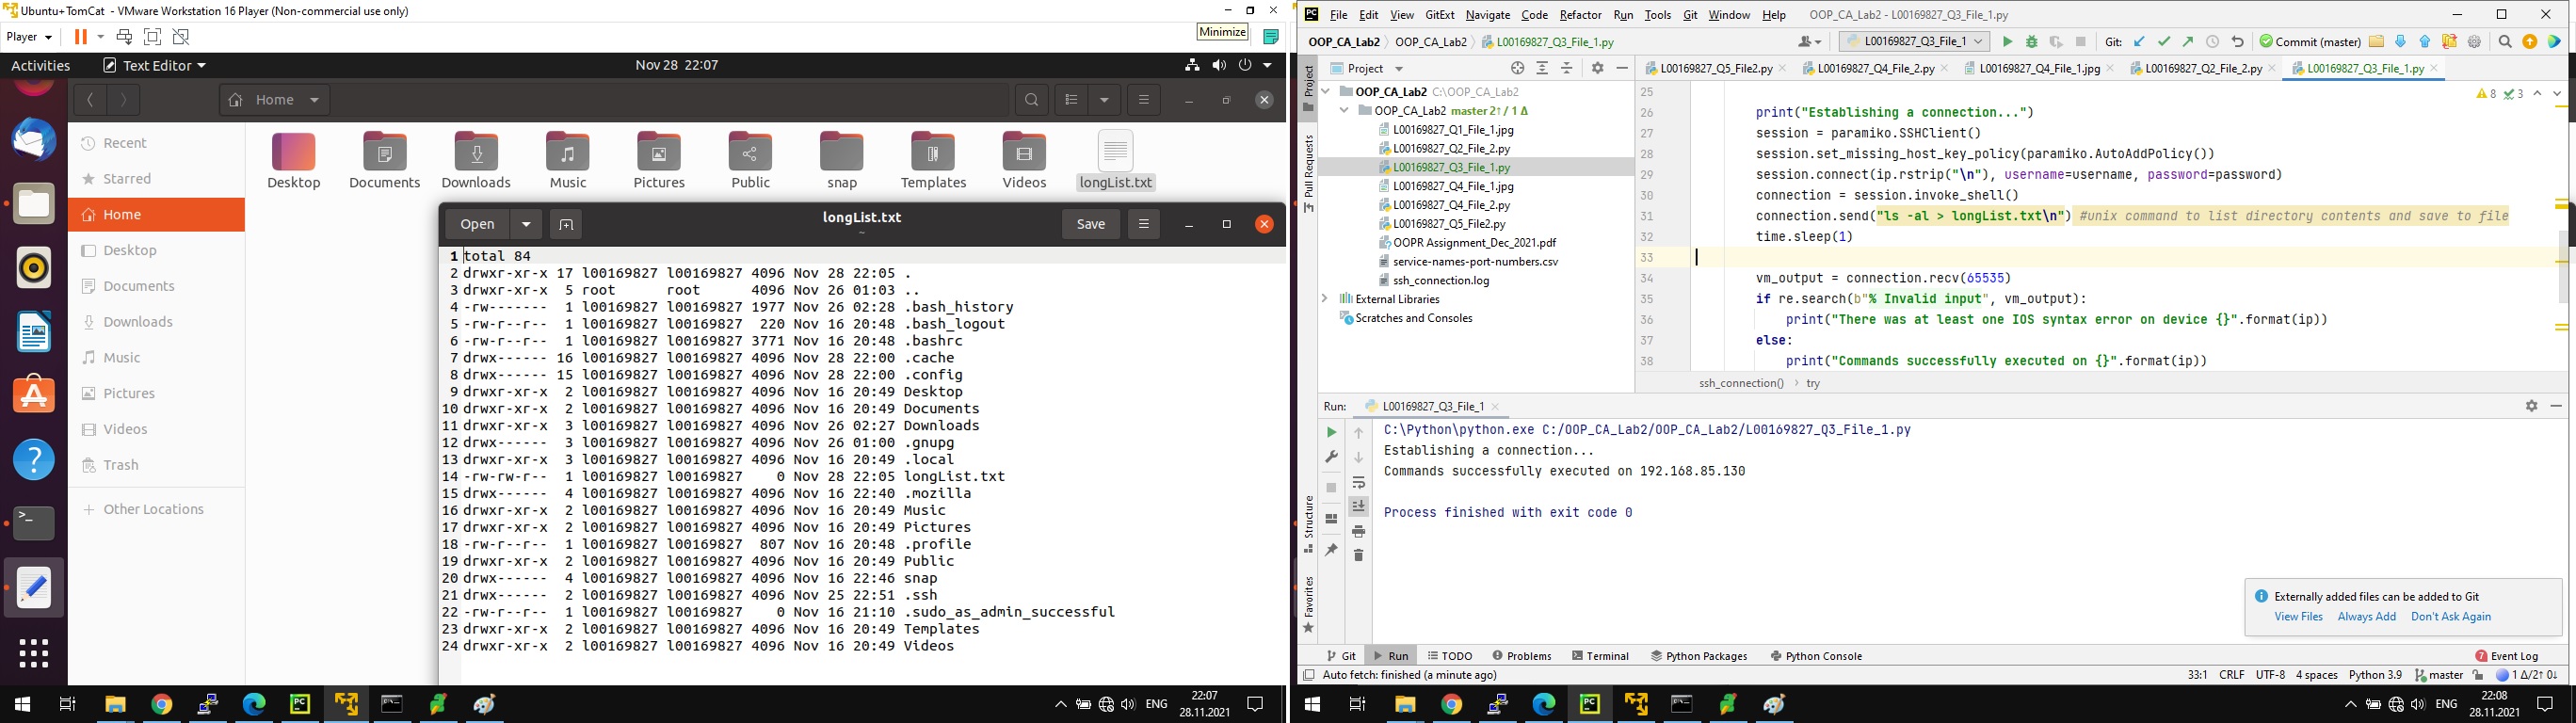 Ubuntu+TomCat - VMware Workstation 16 Player (Non-commercial use only)
Player
Minimize
Activities
Text Editor
Nov 28 22:07
Home
Recent
Starred
Home
Desktop
Documents
Downloads
Music
Pictures
Videos
Trash
+ Other Locations
Desktop Documents Downloads Music Pictures Public snap Templates Videos longList.txt
Open
longList.txt
~
Save
1 total 84
2 drwxr-xr-x 17 l00169827 l00169827 4096 Nov 28 22:05 .
3 drwxr-xr-x 5 root root 4096 Nov 26 01:03 ..
4 -rw------- 1 l00169827 l00169827 1977 Nov 26 02:28 .bash_history
5 -rw-r--r-- 1 l00169827 l00169827 220 Nov 16 20:48 .bash_logout
6 -rw-r--r-- 1 l00169827 l00169827 3771 Nov 16 20:48 .bashrc
7 drwx------ 16 l00169827 l00169827 4096 Nov 28 22:00 .cache
8 drwx------ 15 l00169827 l00169827 4096 Nov 28 22:00 .config
9 drwxr-xr-x 2 l00169827 l00169827 4096 Nov 16 20:49 Desktop
10 drwxr-xr-x 2 l00169827 l00169827 4096 Nov 16 20:49 Documents
11 drwxr-xr-x 3 l00169827 l00169827 4096 Nov 26 02:27 Downloads
12 drwx------ 3 l00169827 l00169827 4096 Nov 26 01:00 .gnupg
13 drwxr-xr-x 3 l00169827 l00169827 4096 Nov 16 20:49 .local
14 -rw-rw-r-- 1 l00169827 l00169827 0 Nov 28 22:05 longList.txt
15 drwx------ 4 l00169827 l00169827 4096 Nov 16 22:40 .mozilla
16 drwxr-xr-x 2 l00169827 l00169827 4096 Nov 16 20:49 Music
17 drwxr-xr-x 2 l00169827 l00169827 4096 Nov 16 20:49 Pictures
18 -rw-r--r-- 1 l00169827 l00169827 807 Nov 16 20:48 .profile
19 drwxr-xr-x 2 l00169827 l00169827 4096 Nov 16 20:49 Public
20 drwx------ 4 l00169827 l00169827 4096 Nov 16 22:46 snap
21 drwx------ 2 l00169827 l00169827 4096 Nov 25 22:51 .ssh
22 -rw-r--r-- 1 l00169827 l00169827 0 Nov 16 21:10 .sudo_as_admin_successful
23 drwxr-xr-x 2 l00169827 l00169827 4096 Nov 16 20:49 Templates
24 drwxr-xr-x 2 l00169827 l00169827 4096 Nov 16 20:49 Videos
ENG
22:07
28.11.2021
File Edit View GitExt Navigate Code Refactor Run Tools Git Window Help OOP_CA_Lab2 - L00169827_Q3_File_1.py
OOP_CA_Lab2 OOP_CA_Lab2 L00169827_Q3_File_1.py
L00169827_Q3_File_1
Git:
Commit (master)
Project
Pull Requests
Structure
Favorites
Project
OOP_CA_Lab2 C:\OOP_CA_Lab2
OOP_CA_Lab2 master 2↑ / 1 Δ
L00169827_Q1_File_1.jpg
L00169827_Q2_File_2.py
L00169827_Q3_File_1.py
L00169827_Q4_File_1.jpg
L00169827_Q4_File_2.py
L00169827_Q5_File2.py
OOPR Assignment_Dec_2021.pdf
service-names-port-numbers.csv
ssh_connection.log
External Libraries
Scratches and Consoles
L00169827_Q5_File2.py L00169827_Q4_File_2.py L00169827_Q4_File_1.jpg L00169827_Q2_File_2.py L00169827_Q3_File_1.py
8 3
25
26 print("Establishing a connection...")
27 session = paramiko.SSHClient()
28 session.set_missing_host_key_policy(paramiko.AutoAddPolicy())
29 session.connect(ip.rstrip("\n"), username=username, password=password)
30 connection = session.invoke_shell()
31 connection.send("ls -al > longList.txt\n") #unix command to list directory contents and save to file
32 time.sleep(1)
33
34 vm_output = connection.recv(65535)
35 if re.search(b"% Invalid input", vm_output):
36 print("There was at least one IOS syntax error on device {}".format(ip))
37 else:
38 print("Commands successfully executed on {}".format(ip))
ssh_connection() › try
Run: L00169827_Q3_File_1
C:\Python\python.exe C:/OOP_CA_Lab2/OOP_CA_Lab2/L00169827_Q3_File_1.py
Establishing a connection...
Commands successfully executed on 192.168.85.130
Process finished with exit code 0
Externally added files can be added to Git
View Files Always Add Don't Ask Again
Git Run TODO Problems Terminal Python Packages Python Console
7 Event Log
Auto fetch: finished (a minute ago)
33:1 CRLF UTF-8 4 spaces Python 3.9 master 1 Δ/2↑ 0↓
ENG
22:08
28.11.2021